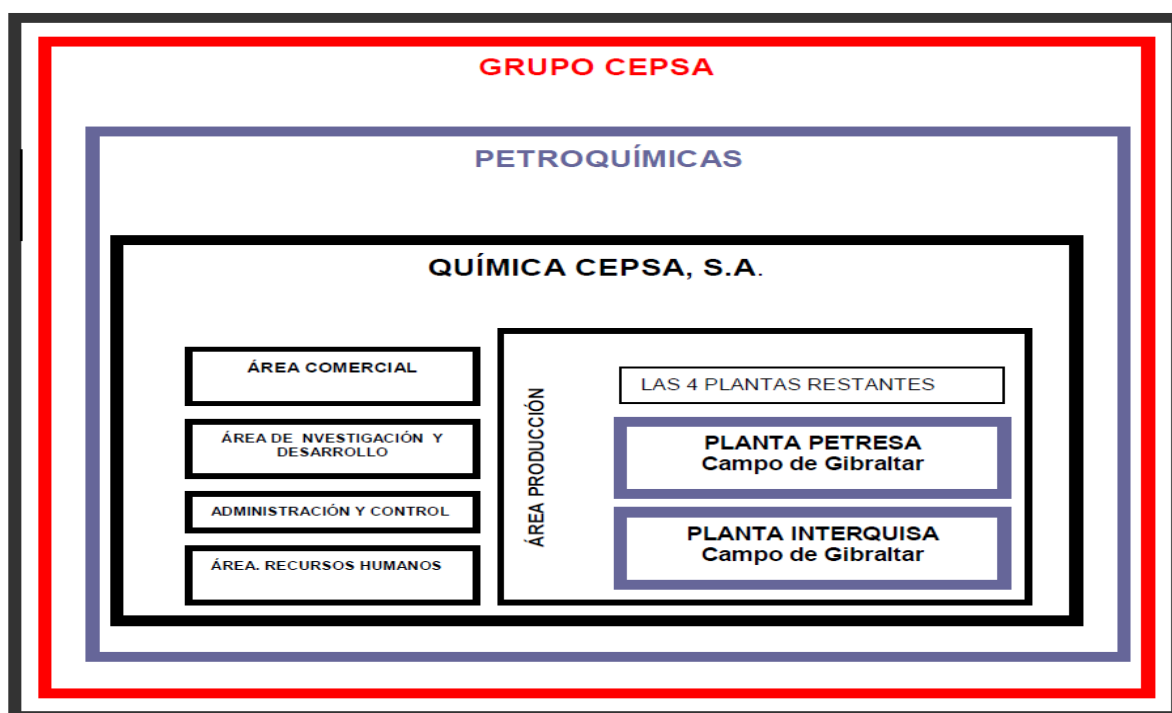 GRUPO CEPSA
PETROQUÍMICAS
QUÍMICA CEPSA, S.A.
ÁREA COMERCIAL
ÁREA DE NVESTIGACIÓN Y
DESARROLLO
ADMINISTRACIÓN Y CONTROL
ÁREA. RECURSOS HUMANOS
ÁREA PRODUCCIÓN
LAS 4 PLANTAS RESTANTES
PLANTA PETRESA
Campo de Gibraltar
PLANTA INTERQUISA
Campo de Gibraltar